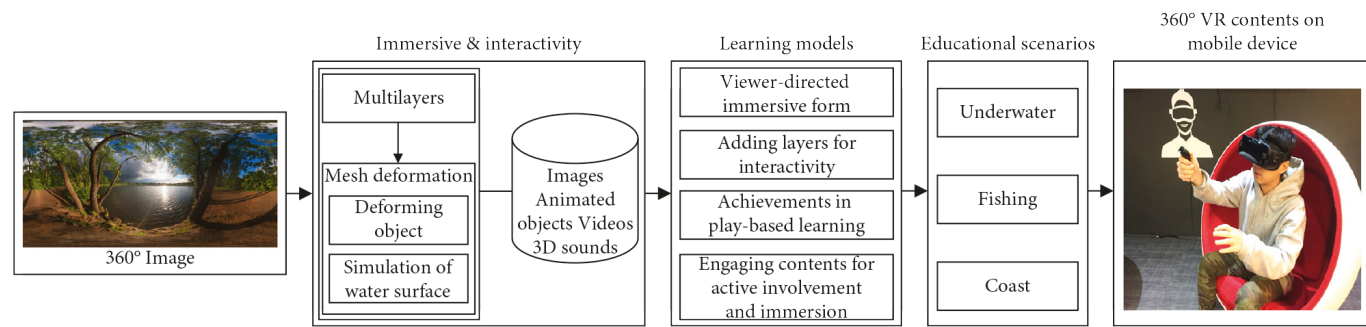 360° Image
Immersive & interactivity
Multilayers
Mesh deformation
Deforming
object
Simulation of
water surface
Images
Animated
objects Videos
3D sounds
Learning models
Viewer-directed
immersive form
Adding layers for
interactivity
Achievements in
play-based learning
Engaging contents for
active involvement
and immersion
Educational scenarios
Underwater
Fishing
Coast
360° VR contents on
mobile device